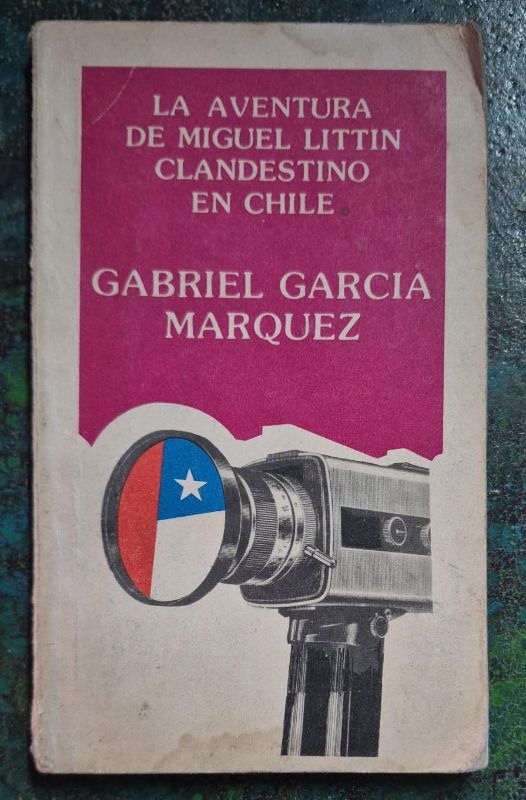 LA AVENTURA
DE MIGUEL LITTIN
CLANDESTINO
EN CHILE
GABRIEL GARCIA
MARQUEZ